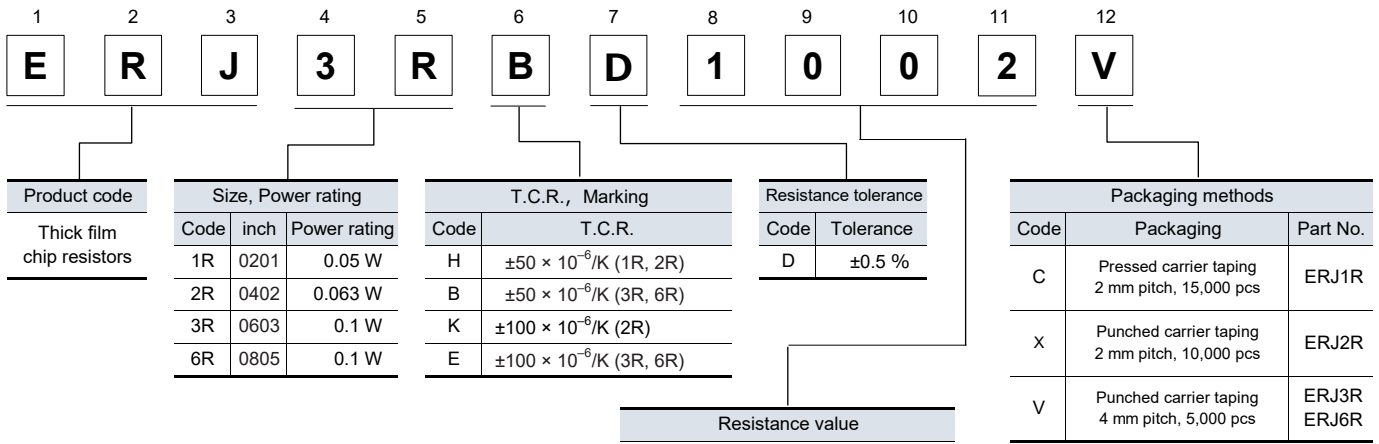 1 2 3 4 5 6 7 8 9 10 11 12
E R J 3 R B D 1 0 0 2 V
Product code
Thick film
chip resistors
Size, Power rating
Code inch Power rating
1R 0201 0.05 W
2R 0402 0.063 W
3R 0603 0.1 W
6R 0805 0.1 W
T.C.R., Marking
Code T.C.R.
H ±50 × 10⁻⁶/K (1R, 2R)
B ±50 × 10⁻⁶/K (3R, 6R)
K ±100 × 10⁻⁶/K (2R)
E ±100 × 10⁻⁶/K (3R, 6R)
Resistance tolerance
Code Tolerance
D ±0.5 %
Resistance value
Packaging methods
Code Packaging Part No.
C Pressed carrier taping
2 mm pitch, 15,000 pcs ERJ1R
X Punched carrier taping
2 mm pitch, 10,000 pcs ERJ2R
V Punched carrier taping
4 mm pitch, 5,000 pcs ERJ3R
ERJ6R